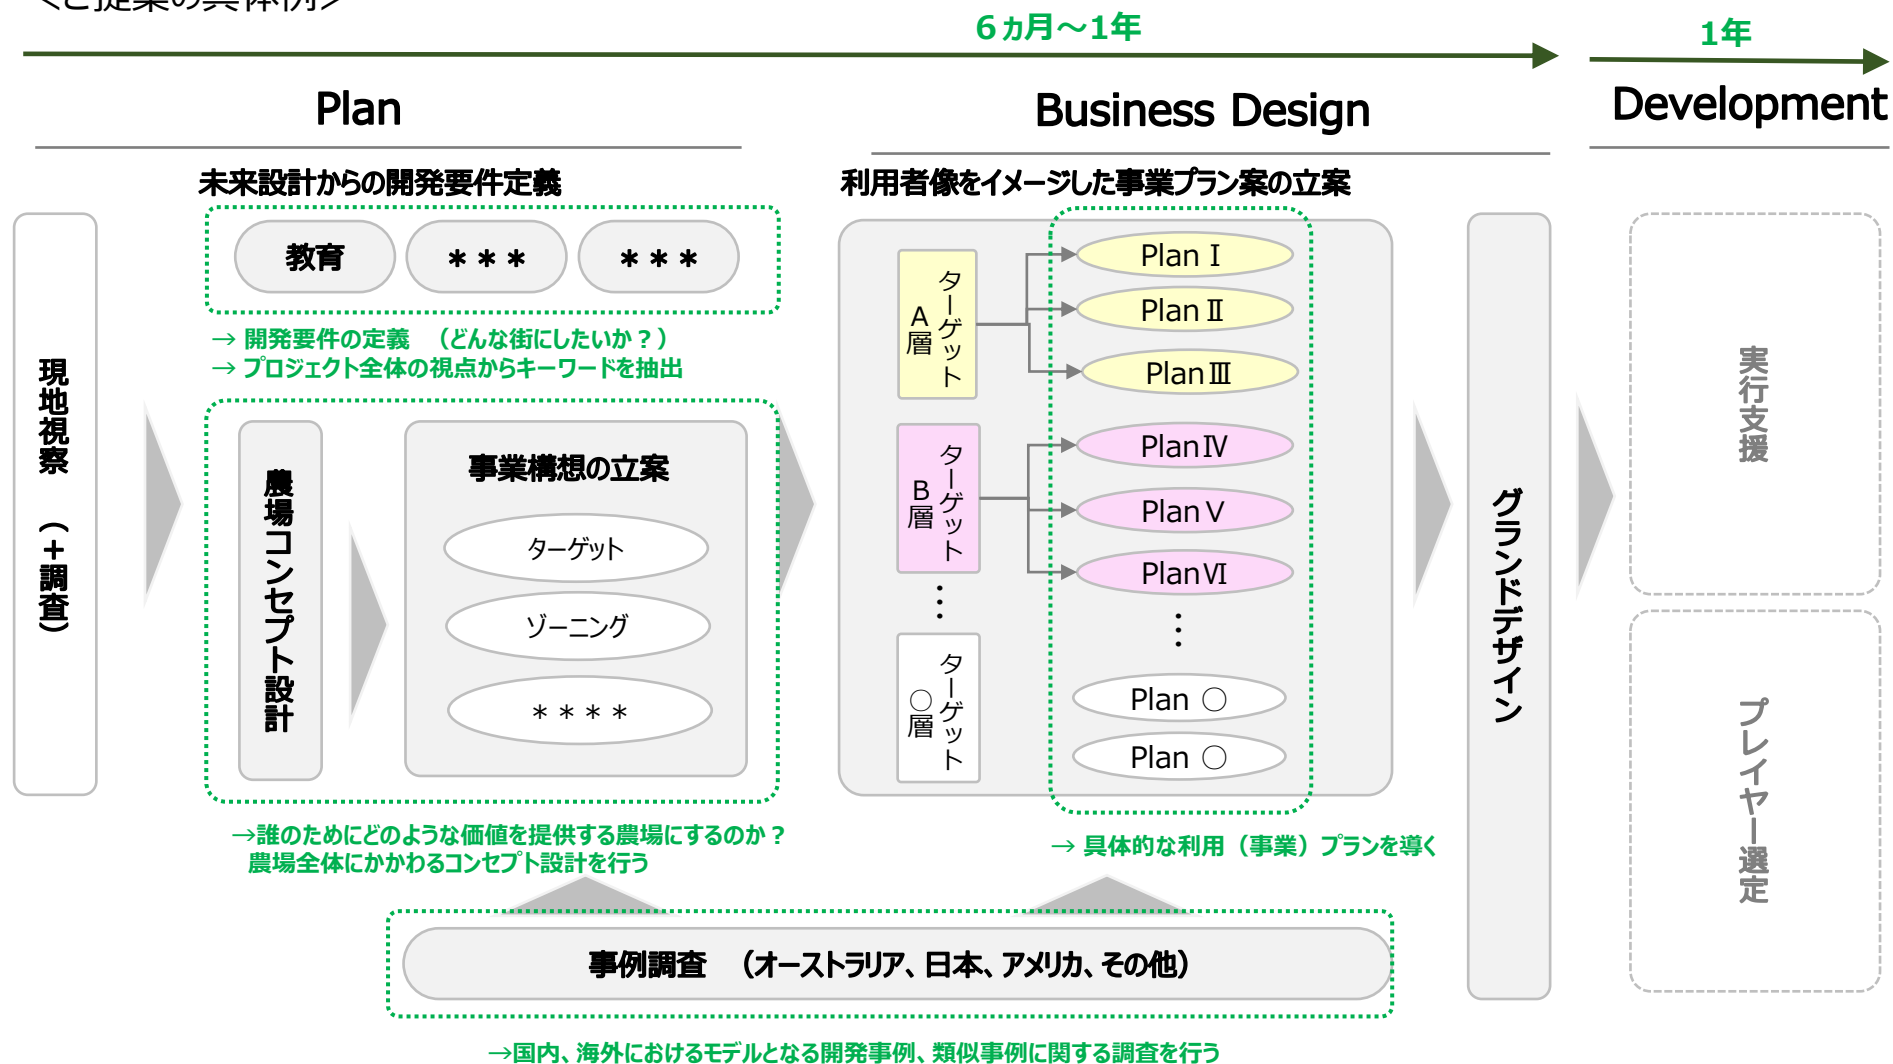 ＜ご提案の具体例＞
６ヵ月～1年
1年
Plan
Business Design
Development
未来設計からの開発要件定義
利用者像をイメージした事業プラン案の立案
現地視察　（＋調査）
教育
＊＊＊
＊＊＊
→ 開発要件の定義　（どんな街にしたいか？）
→ プロジェクト全体の視点からキーワードを抽出
農場コンセプト設計
事業構想の立案
ターゲット
ゾーニング
＊＊＊＊
→誰のためにどのような価値を提供する農場にするのか？
農場全体にかかわるコンセプト設計を行う
ターゲット
A層
Plan Ⅰ
Plan Ⅱ
Plan Ⅲ
ターゲット
B層
Plan Ⅳ
Plan Ⅴ
Plan Ⅵ
…
…
ターゲット
〇層
Plan 〇
Plan 〇
→ 具体的な利用（事業）プランを導く
グランドデザイン
実行支援
プレイヤー選定
事例調査　（オーストラリア、日本、アメリカ、その他）
→国内、海外におけるモデルとなる開発事例、類似事例に関する調査を行う